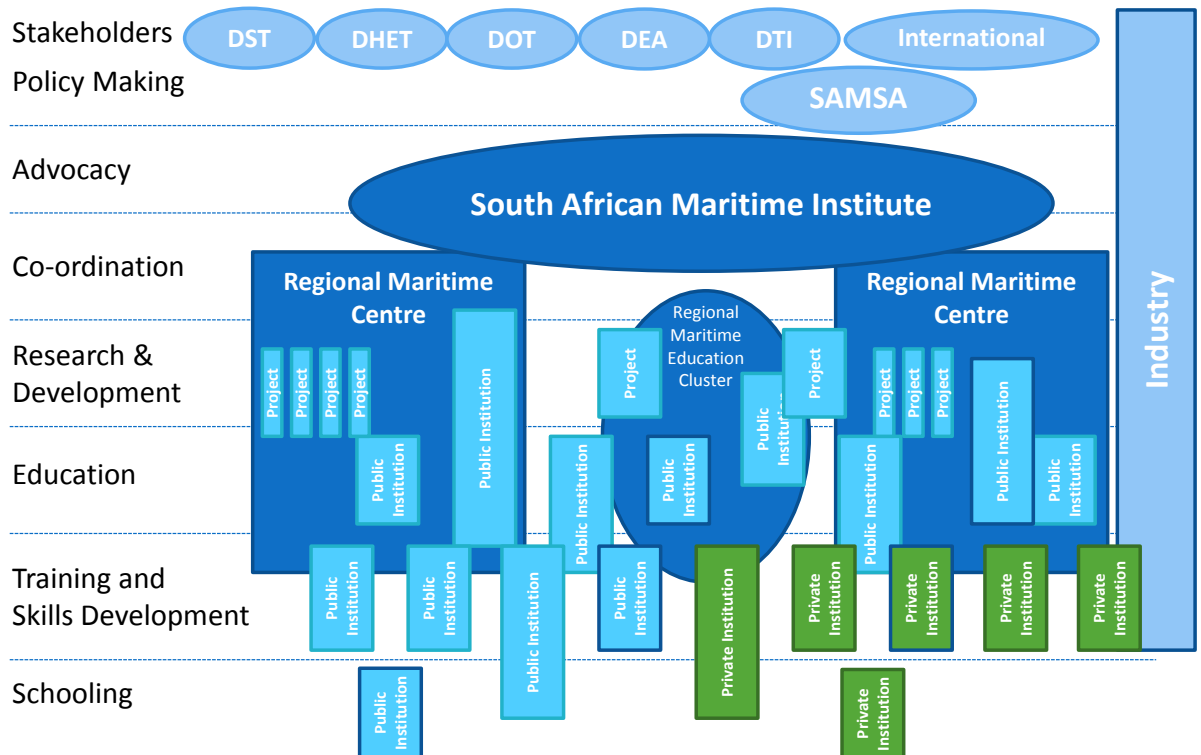 Stakeholders
Policy Making
DST
DHET
DOT
DEA
DTI
International
SAMSA
Advocacy
South African Maritime Institute
Co-ordination
Regional Maritime
Centre
Regional
Maritime
Education
Cluster
Regional Maritime
Centre
Industry
Research &
Development
Project
Project
Project
Project
Public Institution
Project
Public
Institution
Project
Project
Project
Project
Public Institution
Education
Public
Institution
Public Institution
Public
Institution
Public Institution
Public
Institution
Training and
Skills Development
Public
Institution
Public
Institution
Public Institution
Public
Institution
Private Institution
Private
Institution
Private
Institution
Private
Institution
Private
Institution
Schooling
Public
Institution
Private
Institution